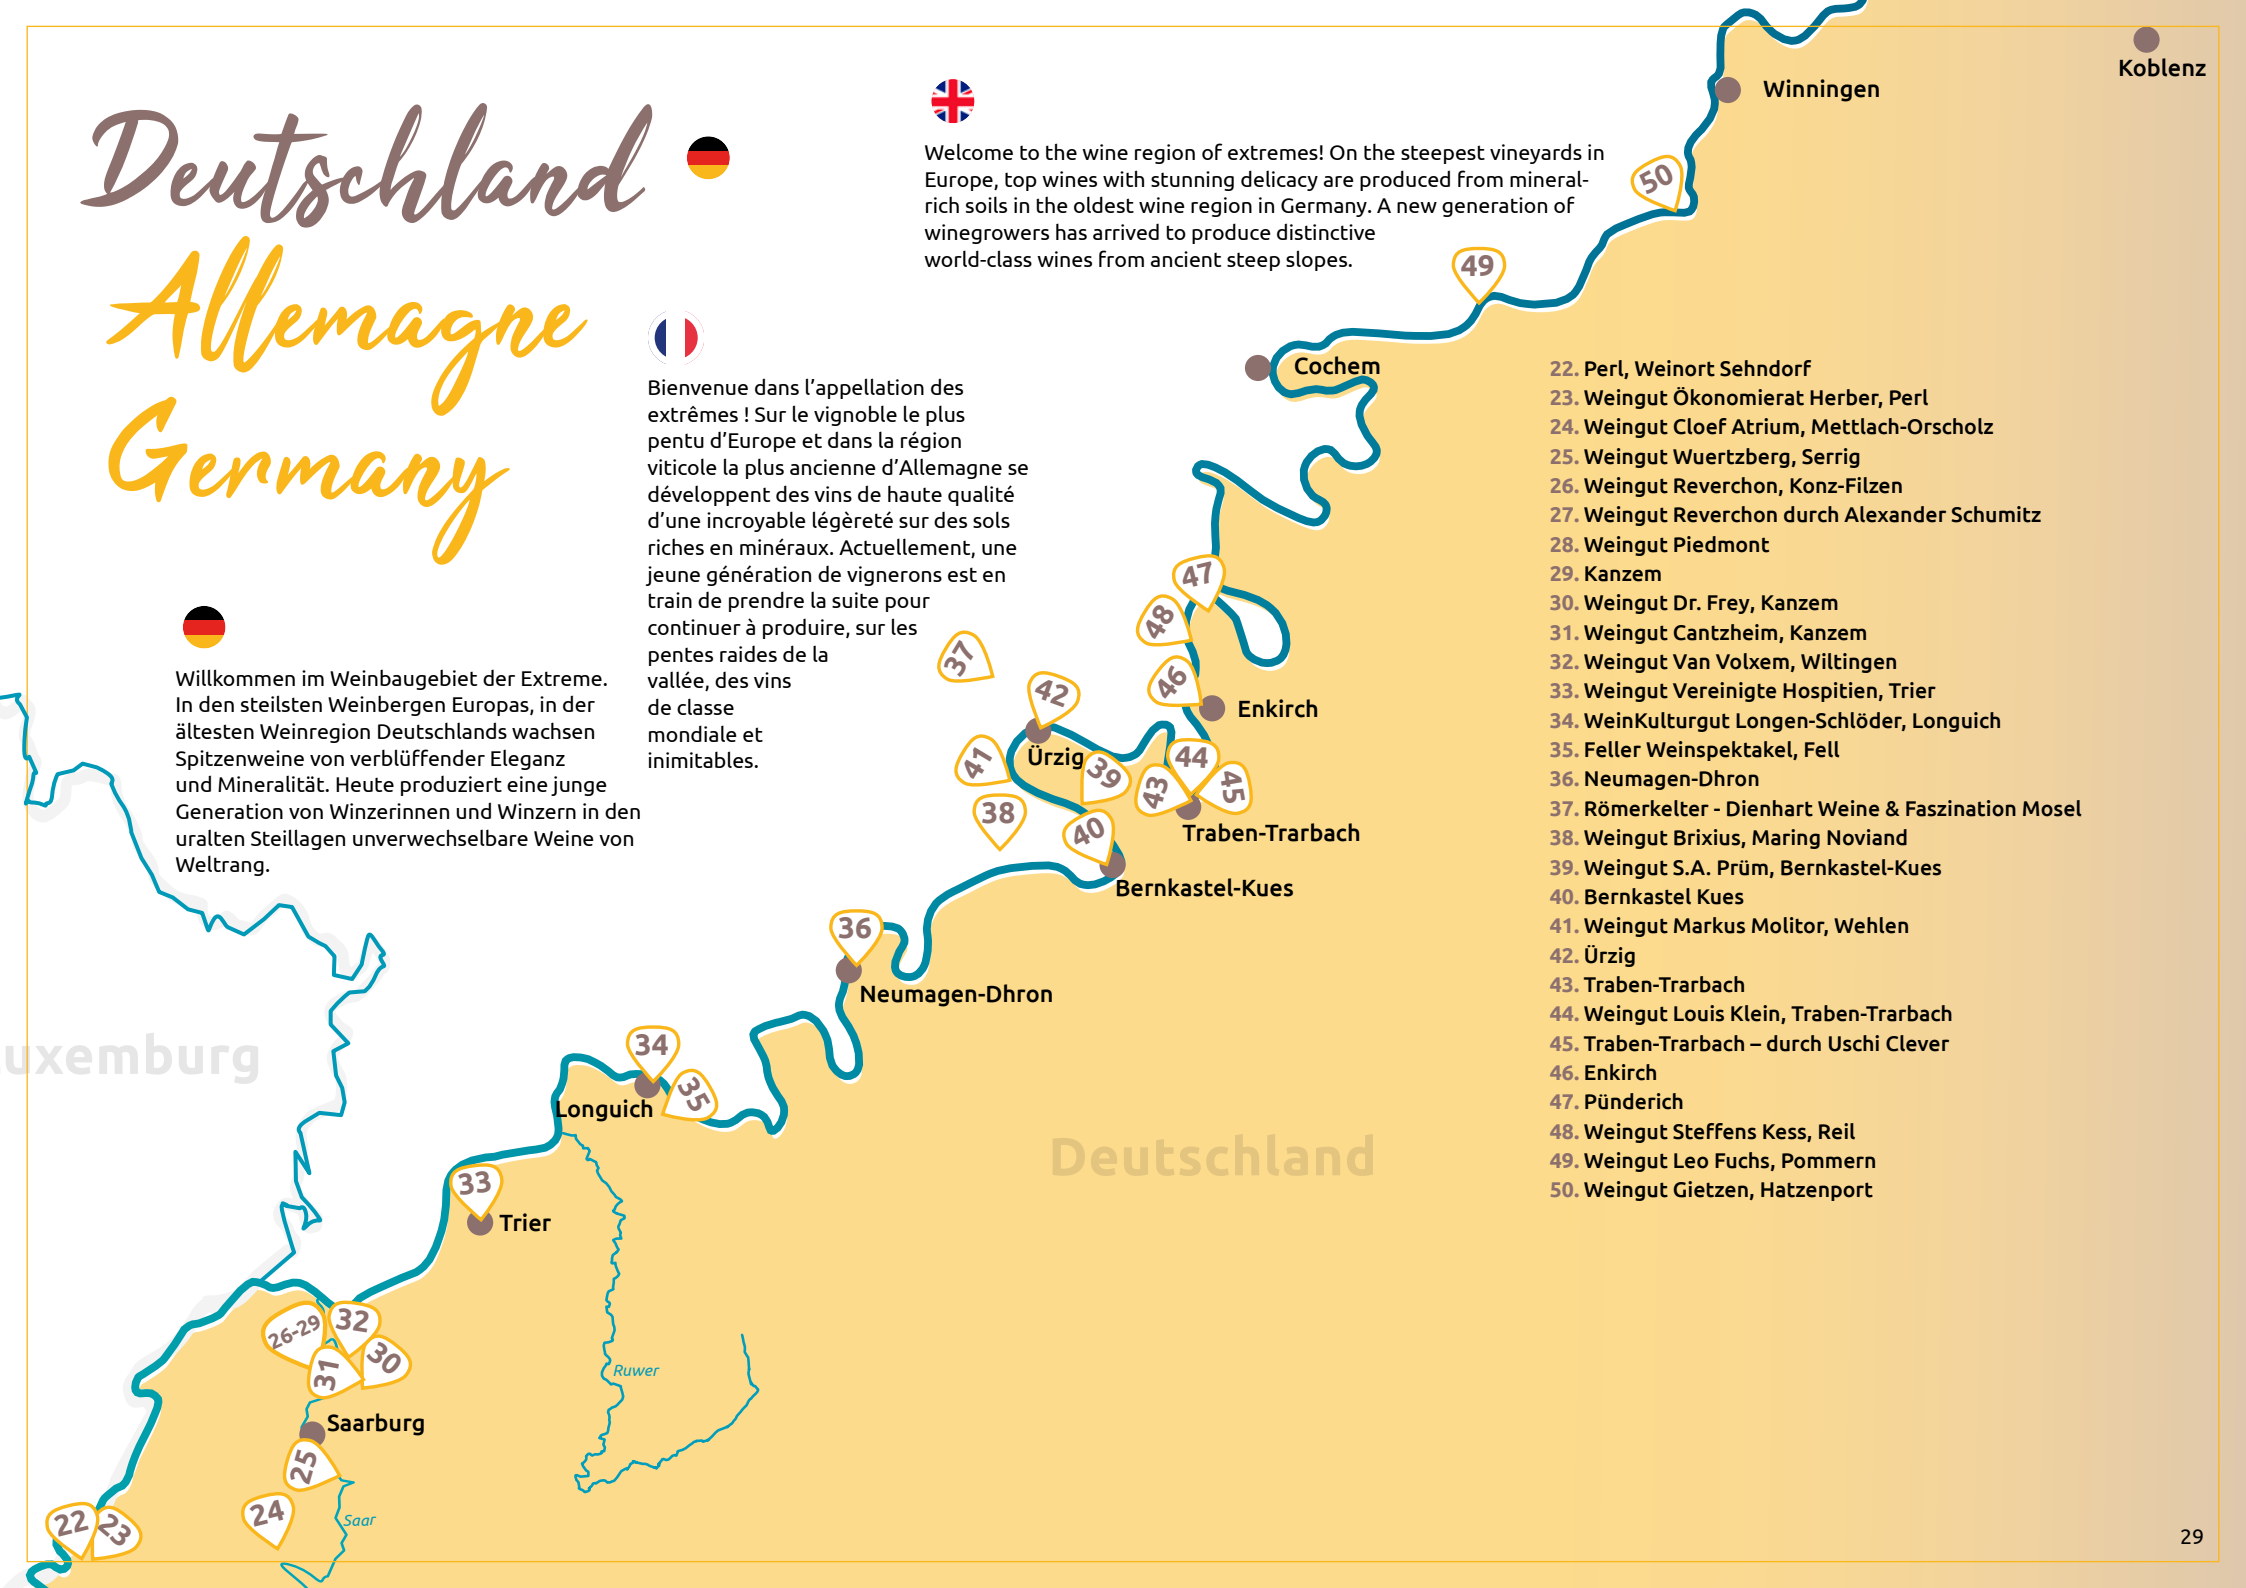 Deutschland
Allemagne
Germany
Willkommen im Weinbaugebiet der Extreme.
In den steilsten Weinbergen Europas, in der
ältesten Weinregion Deutschlands wachsen
Spitzenweine von verblüffender Eleganz
und Mineralität. Heute produziert eine junge
Generation von Winzerinnen und Winzern in den
uralten Steillagen unverwechselbare Weine von
Weltrang.
Bienvenue dans l’appellation des
extrêmes ! Sur le vignoble le plus
pentu d’Europe et dans la région
viticole la plus ancienne d’Allemagne se
développent des vins de haute qualité
d’une incroyable légèreté sur des sols
riches en minéraux. Actuellement, une
jeune génération de vignerons est en
train de prendre la suite pour
continuer à produire, sur les
pentes raides de la
vallée, des vins
de classe
mondiale et
inimitables.
Welcome to the wine region of extremes! On the steepest vineyards in
Europe, top wines with stunning delicacy are produced from mineral-
rich soils in the oldest wine region in Germany. A new generation of
winegrowers has arrived to produce distinctive
world-class wines from ancient steep slopes.
Koblenz
Winningen
50
49
Cochem
47
48
46
Enkirch
37
42
Ürzig
41
39
44
43
45
Traben-Trarbach
38
40
Bernkastel-Kues
36
Neumagen-Dhron
34
35
Longuich
33
Trier
uxemburg
Deutschland
26-29
32
30
31
Saarburg
25
24
22
23
Ruwer
Saar
22. Perl, Weinort Sehndorf
23. Weingut Ökonomierat Herber, Perl
24. Weingut Cloef Atrium, Mettlach-Orscholz
25. Weingut Wuertzberg, Serrig
26. Weingut Reverchon, Konz-Filzen
27. Weingut Reverchon durch Alexander Schumitz
28. Weingut Piedmont
29. Kanzem
30. Weingut Dr. Frey, Kanzem
31. Weingut Cantzheim, Kanzem
32. Weingut Van Volxem, Wiltingen
33. Weingut Vereinigte Hospitien, Trier
34. WeinKulturgut Longen-Schlöder, Longuich
35. Feller Weinspektakel, Fell
36. Neumagen-Dhron
37. Römerkelter - Dienhart Weine & Faszination Mosel
38. Weingut Brixius, Maring Noviand
39. Weingut S.A. Prüm, Bernkastel-Kues
40. Bernkastel Kues
41. Weingut Markus Molitor, Wehlen
42. Ürzig
43. Traben-Trarbach
44. Weingut Louis Klein, Traben-Trarbach
45. Traben-Trarbach – durch Uschi Clever
46. Enkirch
47. Pünderich
48. Weingut Steffens Kess, Reil
49. Weingut Leo Fuchs, Pommern
50. Weingut Gietzen, Hatzenport
29